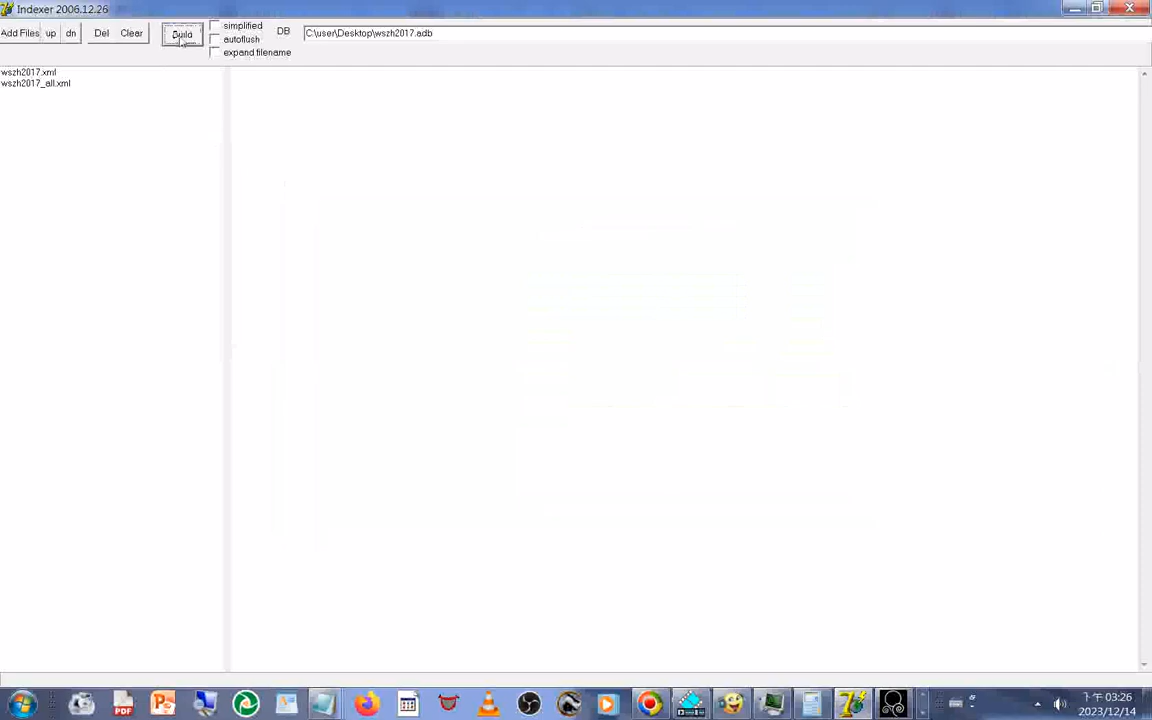 Indexer 2006.12.26
Add Files up dn Del Clear Build
simplified
autoflush
expand filename
DB C:\user\Desktop\wszh2017.adb
wszh2017.xml
wszh2017_all.xml
PDF
下午 03:26
2023/12/14